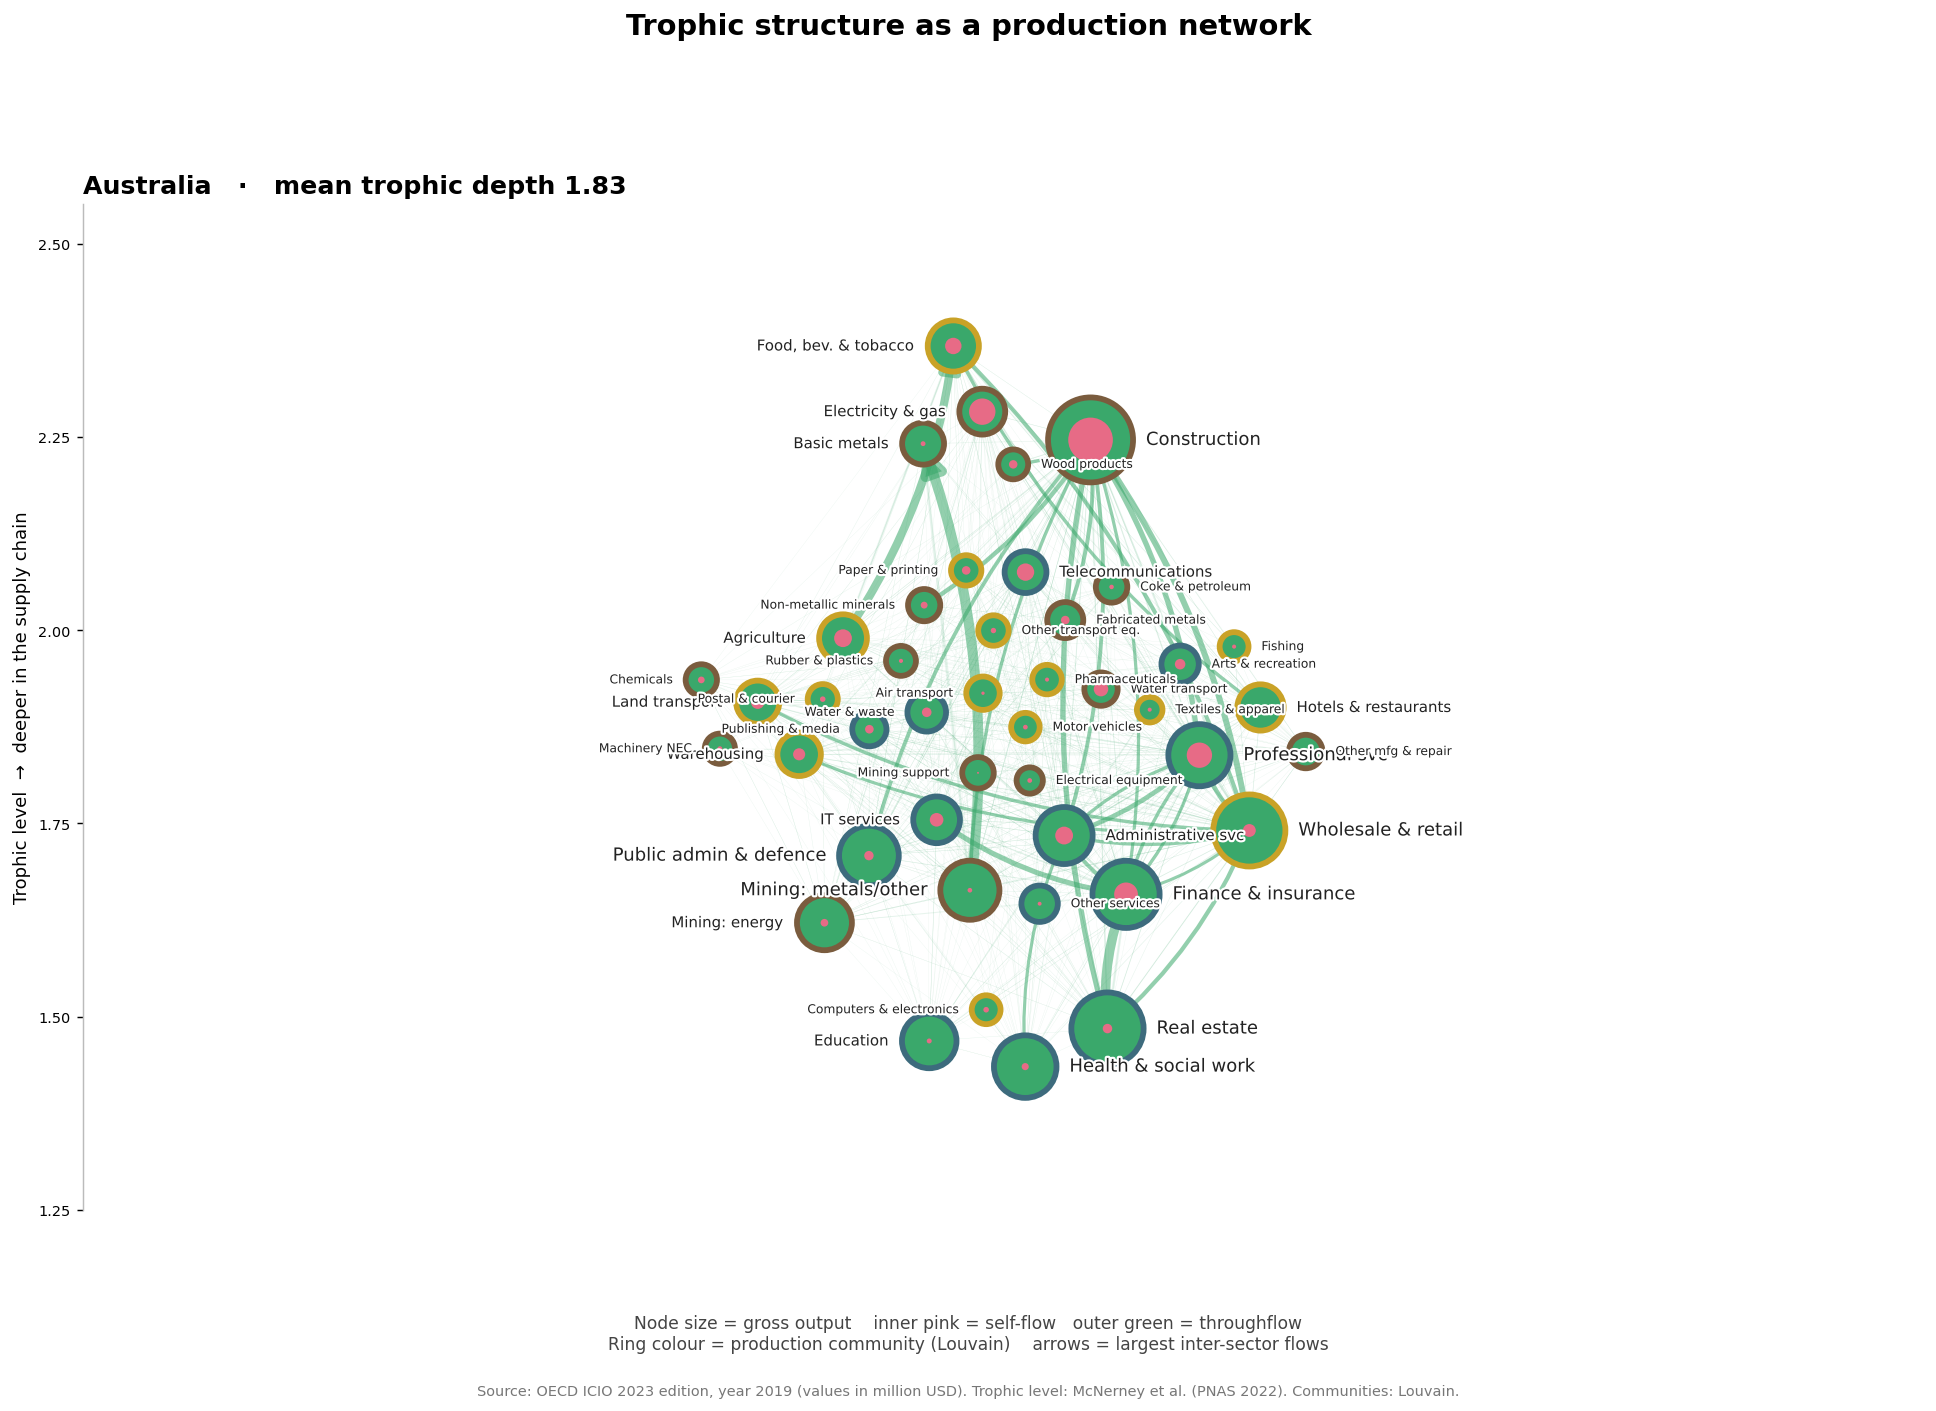 Trophic structure as a production network
Australia · mean trophic depth 1.83
2.50
2.25
2.00
1.75
1.50
1.25
Trophic level → deeper in the supply chain
Food, bev. & tobacco
Electricity & gas
Basic metals
Construction
Wood products
Paper & printing
Telecommunications
Coke & petroleum
Non-metallic minerals
Fabricated metals
Other transport eq.
Agriculture
Fishing
Rubber & plastics
Arts & recreation
Chemicals
Pharmaceuticals
Water transport
Air transport
Land transport
Postal & courier
Water & waste
Textiles & apparel
Hotels & restaurants
Publishing & media
Motor vehicles
Machinery NEC
Warehousing
Professional svc
Other mfg & repair
Mining support
Electrical equipment
IT services
Administrative svc
Wholesale & retail
Public admin & defence
Mining: metals/other
Finance & insurance
Other services
Mining: energy
Computers & electronics
Real estate
Education
Health & social work
Node size = gross output inner pink = self-flow outer green = throughflow
Ring colour = production community (Louvain) arrows = largest inter-sector flows
Source: OECD ICIO 2023 edition, year 2019 (values in million USD). Trophic level: McNerney et al. (PNAS 2022). Communities: Louvain.